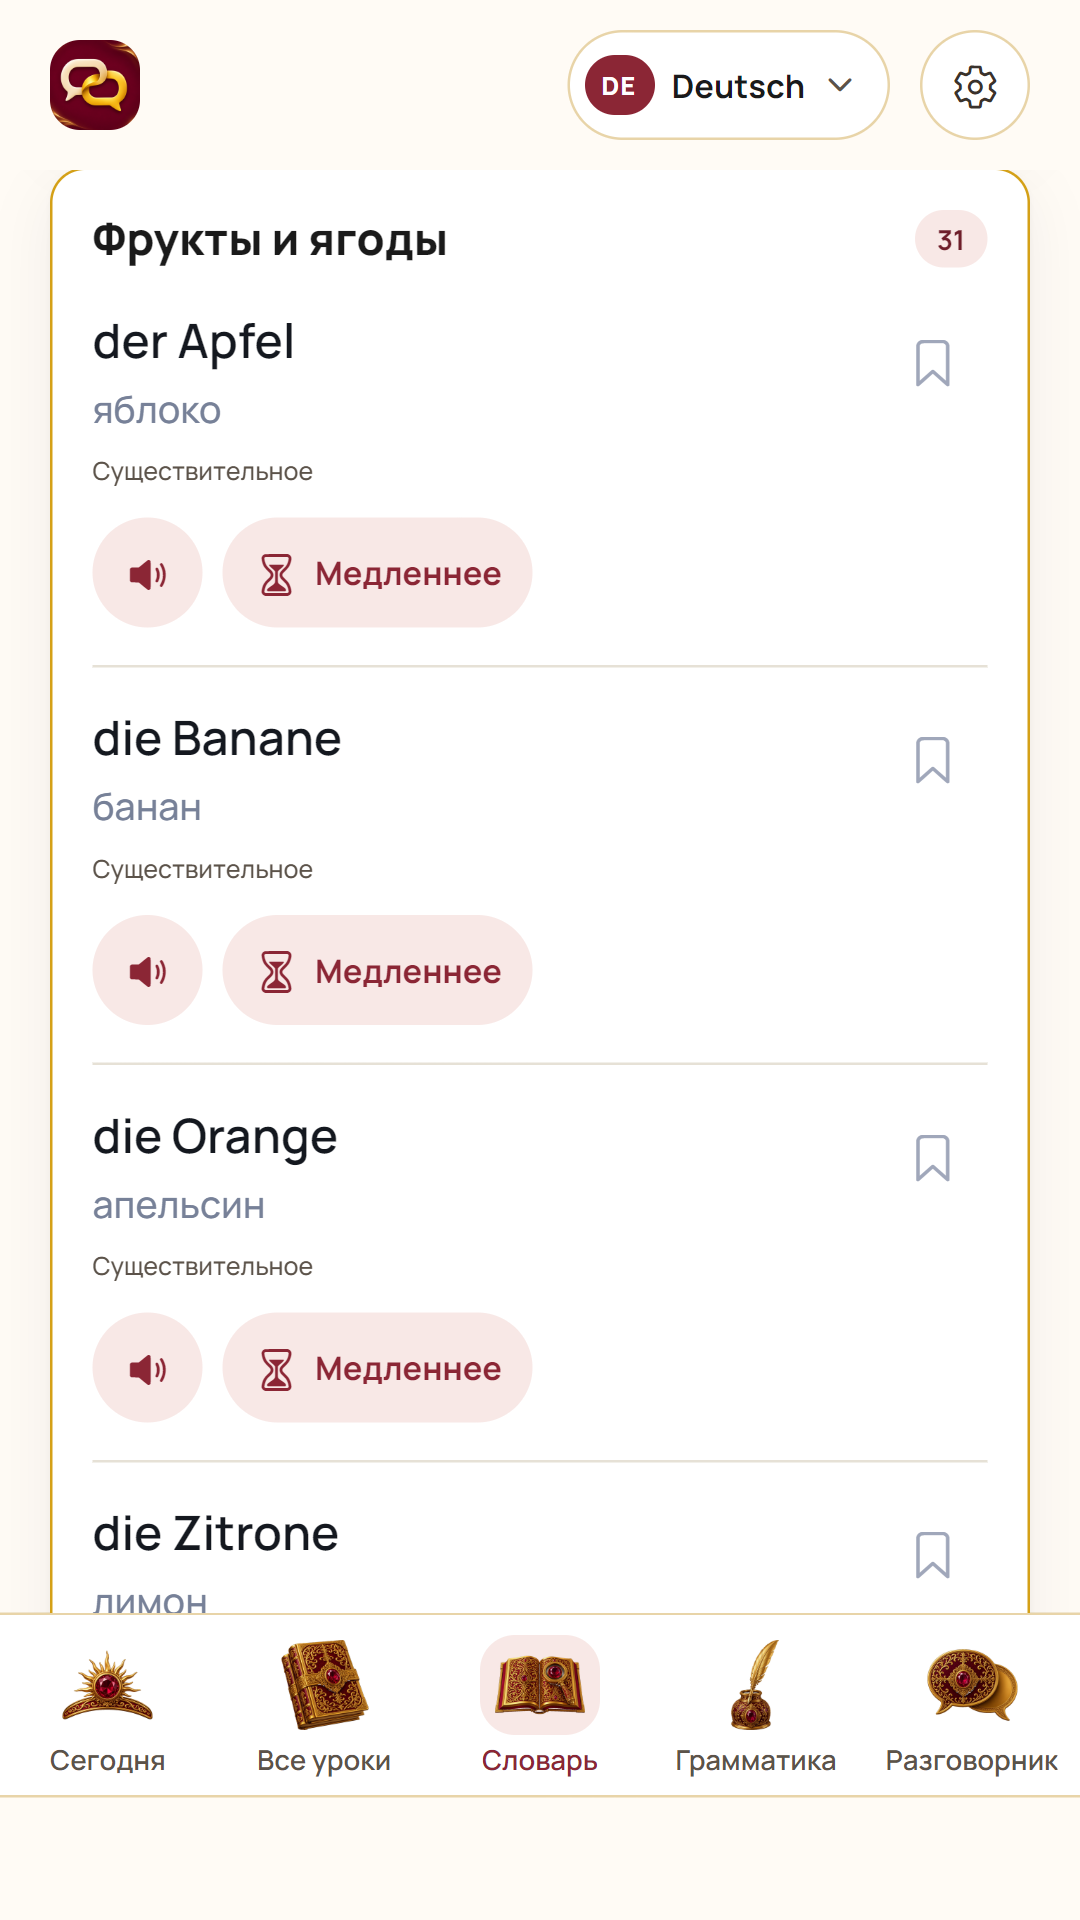 DE Deutsch
Фрукты и ягоды 31
der Apfel
яблоко
Существительное
Медленнее
die Banane
банан
Существительное
Медленнее
die Orange
апельсин
Существительное
Медленнее
die Zitrone
лимон
Сегодня Все уроки Словарь Грамматика Разговорник